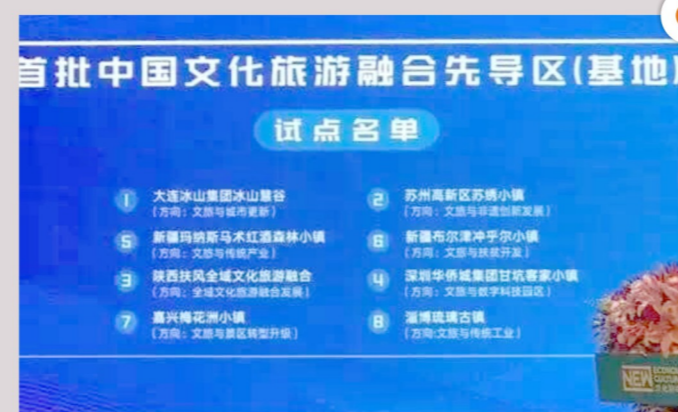 首批中国文化旅游融合先导区(基地)
试点名单
1 大连冰山集团冰山慧谷
(方向：文旅与城市更新)
2 苏州高新区苏绣小镇
(方向：文旅与非遗创新发展)
5 新疆玛纳斯马术红酒森林小镇
(方向：文旅与传统产业)
6 新疆布尔津冲乎尔小镇
(方向：文旅与扶贫开发)
3 陕西扶风全域文化旅游融合
(方向：全域文化旅游融合发展)
4 深圳华侨城集团甘坑客家小镇
(方向：文旅与数字科技园区)
7 嘉兴梅花洲小镇
(方向：文旅与景区转型升级)
8 淄博琉璃古镇
(方向:文旅与传统工业)
NEW